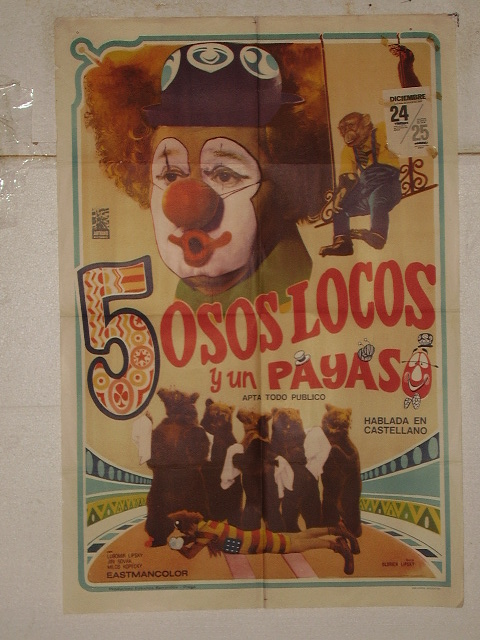 DICIEMBRE
24
25
5 OSOS LOCOS
y un PAYASO
APTA TODO PUBLICO
HABLADA EN
CASTELLANO
EASTMANCOLOR